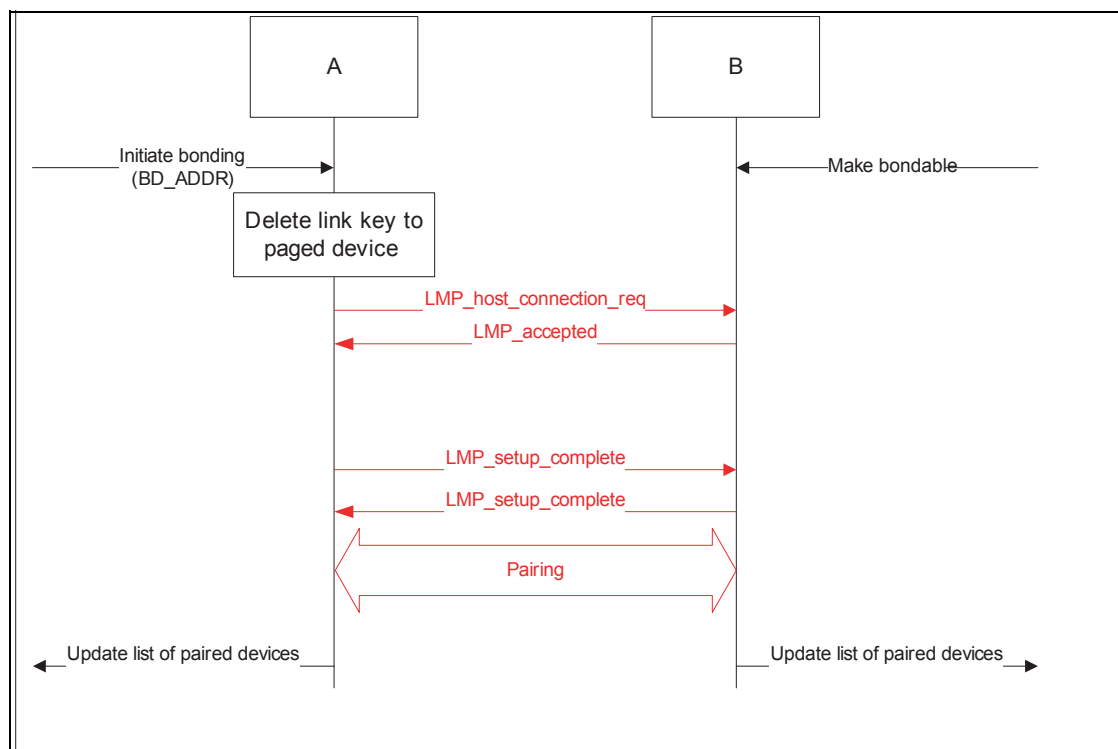 A
B
Initiate bonding
(BD_ADDR)
Make bondable
Delete link key to
paged device
LMP_host_connection_req
LMP_accepted
LMP_setup_complete
LMP_setup_complete
Pairing
Update list of paired devices
Update list of paired devices